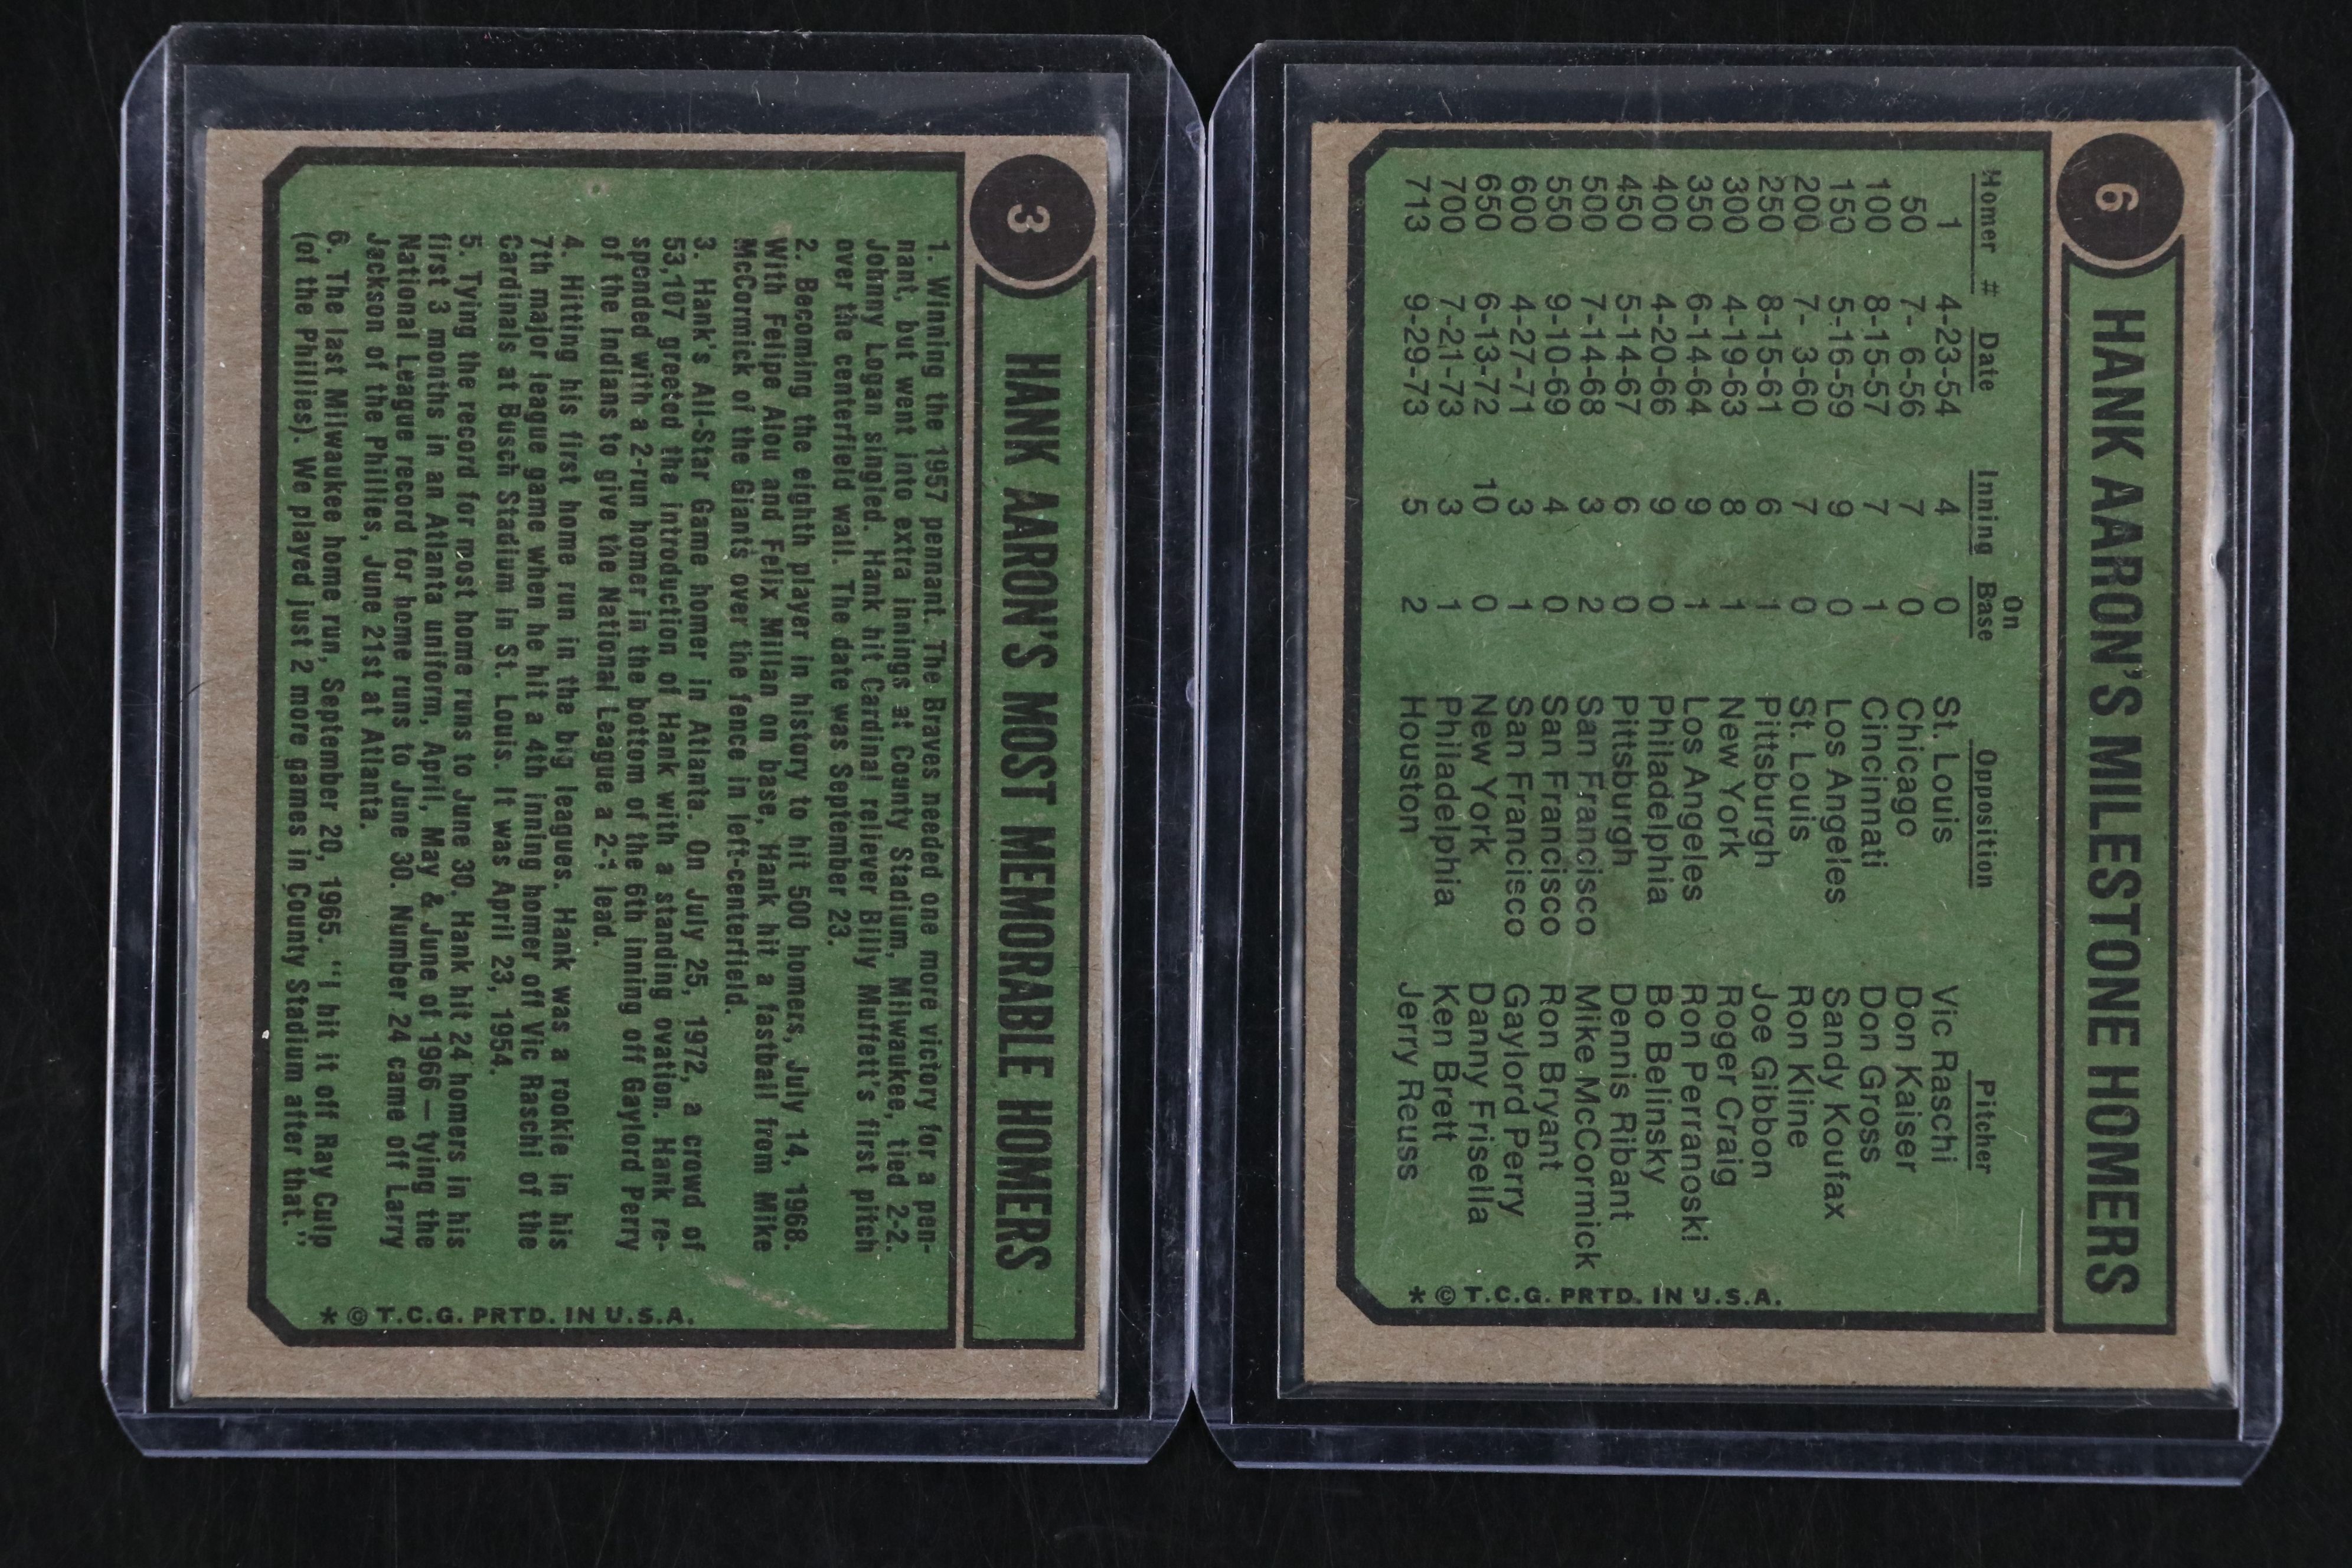 3
HANK AARON'S MOST MEMORABLE HOMERS
1. Winning the 1957 pennant. The Braves needed one more victory for a pen-
nant, but went into extra innings at County Stadium, Milwaukee, tied 2-2.
Johnny Logan singled. Hank hit Cardinal reliever Billy Muffett's first pitch
over the centerfield wall. The date was September 23.
2. Becoming the eighth player in history to hit 500 homers, July 14, 1968.
With Felipe Alou and Felix Millan on base, Hank hit a fastball from Mike
McCormick of the Giants over the fence in left-centerfield.
3. Hank's All-Star Game homer in Atlanta. On July 25, 1972, a crowd of
53,107 greeted the introduction of Hank with a standing ovation. Hank re-
spended with a 2-run homer in the bottom of the 6th inning off Gaylord Perry
of the Indians to give the National League a 2-1 lead.
4. Hitting his first home run in the big leagues. Hank was a rookie in his
7th major league game when he hit a 4th inning homer off Vic Raschi of the
Cardinals at Busch Stadium in St. Louis. It was April 23, 1954.
5. Tying the record for most home runs to June 30. Hank hit 24 homers in his
first 3 months in an Atlanta uniform, April, May & June of 1966 — tying the
National League record for home runs to June 30. Number 24 came off Larry
Jackson of the Phillies, June 21st at Atlanta.
6. The last Milwaukee home run, September 20, 1965. "I hit it off Ray Culp
(of the Phillies). We played just 2 more games in County Stadium after that."
* © T.C.G. PRTD. IN U.S.A.
6
HANK AARON'S MILESTONE HOMERS
Homer # Date Inning On Base Opposition Pitcher
1 4-23-54 4 0 St. Louis Vic Raschi
50 7- 6-56 7 0 Chicago Don Kaiser
100 8-15-57 7 1 Cincinnati Don Gross
150 5-16-59 9 0 Los Angeles Sandy Koufax
200 7- 3-60 7 0 St. Louis Ron Kline
250 8-15-61 6 1 Pittsburgh Joe Gibbon
300 4-19-63 8 1 New York Roger Craig
350 6-14-64 9 1 Los Angeles Ron Perranoski
400 4-20-66 9 0 Philadelphia Bo Belinsky
450 5-14-67 6 0 Pittsburgh Dennis Ribant
500 7-14-68 3 2 San Francisco Mike McCormick
550 9-10-69 4 0 San Francisco Ron Bryant
600 4-27-71 3 1 San Francisco Gaylord Perry
650 6-13-72 10 0 New York Danny Frisella
700 7-21-73 3 1 Philadelphia Ken Brett
713 9-29-73 5 2 Houston Jerry Reuss
* © T.C.G. PRTD. IN U.S.A.